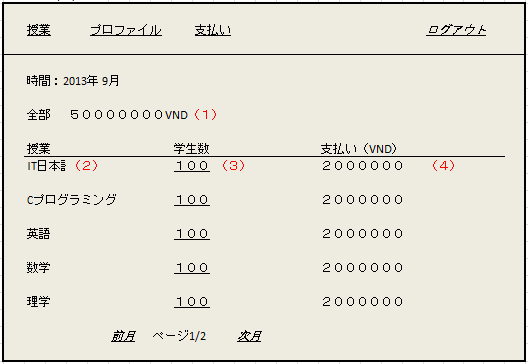 授業 プロファイル 支払い ログアウト
時間：2013年 9月
全部 ５０００００００VND（１）
授業 学生数 支払い（VND）
IT日本語（２） １００ （３） ２００００００ （４）
Cプログラミング １００ ２００００００
英語 １００ ２００００００
数学 １００ ２００００００
理学 １００ ２００００００
前月 ページ1/2 次月